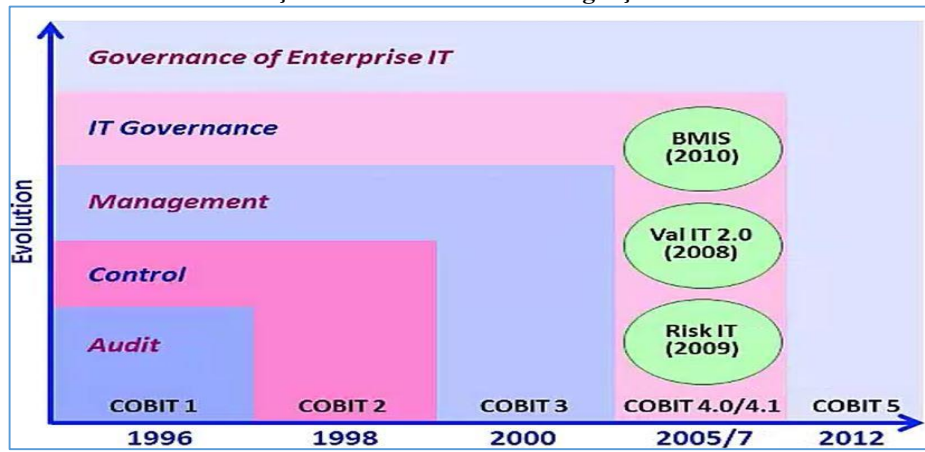 Governance of Enterprise IT
IT Governance
BMIS
(2010)
Management
Val IT 2.0
(2008)
Control
Risk IT
(2009)
Audit
Evolution
COBIT 1
COBIT 2
COBIT 3
COBIT 4.0/4.1
COBIT 5
1996
1998
2000
2005/7
2012